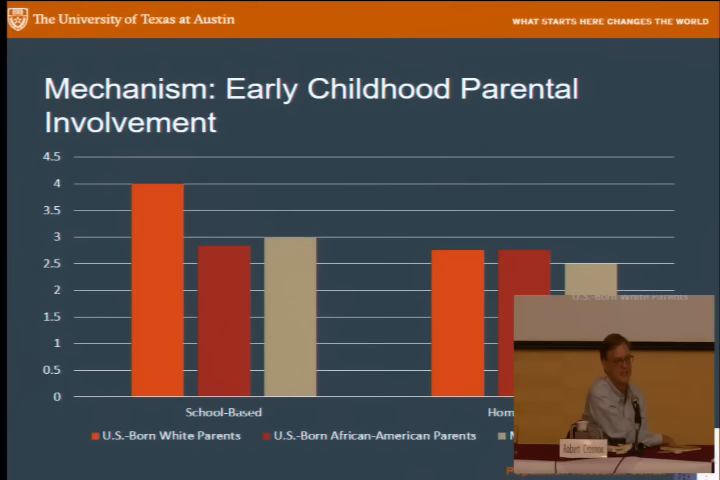 The University of Texas at Austin
WHAT STARTS HERE CHANGES THE WORLD
Mechanism: Early Childhood Parental
Involvement
4.5
4
3.5
3
2.5
2
1.5
1
0.5
0
School-Based
Hom
U.S.-Born White Parents
U.S.-Born African-American Parents
U.S.-Born White Parents
Robert Crosnoe